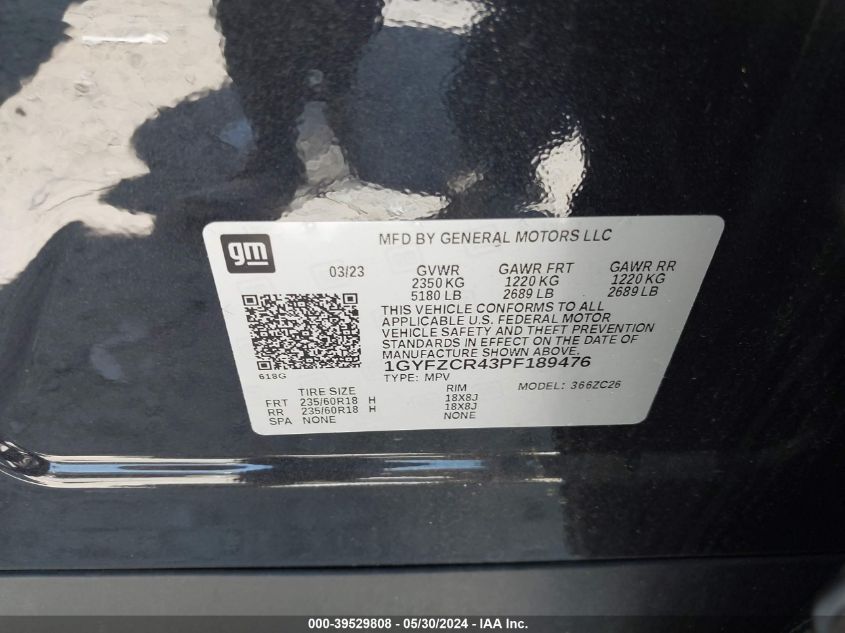 gm
MFD BY GENERAL MOTORS LLC
03/23 GVWR GAWR FRT GAWR RR
2350 KG 1220 KG 1220 KG
5180 LB 2689 LB 2689 LB
THIS VEHICLE CONFORMS TO ALL
APPLICABLE U.S. FEDERAL MOTOR
VEHICLE SAFETY AND THEFT PREVENTION
STANDARDS IN EFFECT ON THE DATE OF
MANUFACTURE SHOWN ABOVE.
1GYFZCR43PF189476
618G
TYPE: MPV MODEL: 366ZC26
TIRE SIZE RIM
FRT 235/60R18 H 18X8J
RR 235/60R18 H 18X8J
SPA NONE NONE
000-39529808 - 05/30/2024 - IAA Inc.